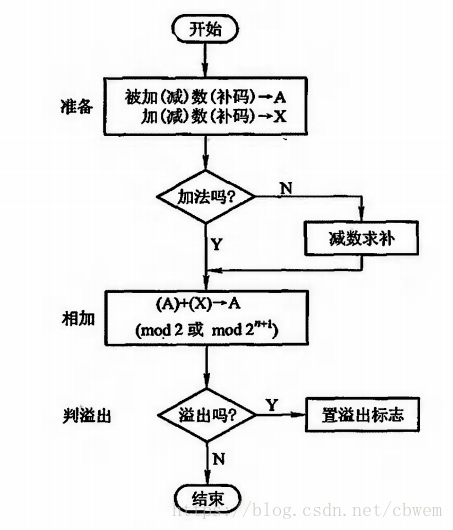 开始
准备
被加(减)数(补码)→A
加(减)数(补码)→X
加法吗?
N
减数求补
Y
相加
(A)+(X)→A
(mod 2 或 mod 2ⁿ⁺¹)
判溢出
溢出吗?
Y
置溢出标志
N
结束
https://blog.csdn.net/cbwem